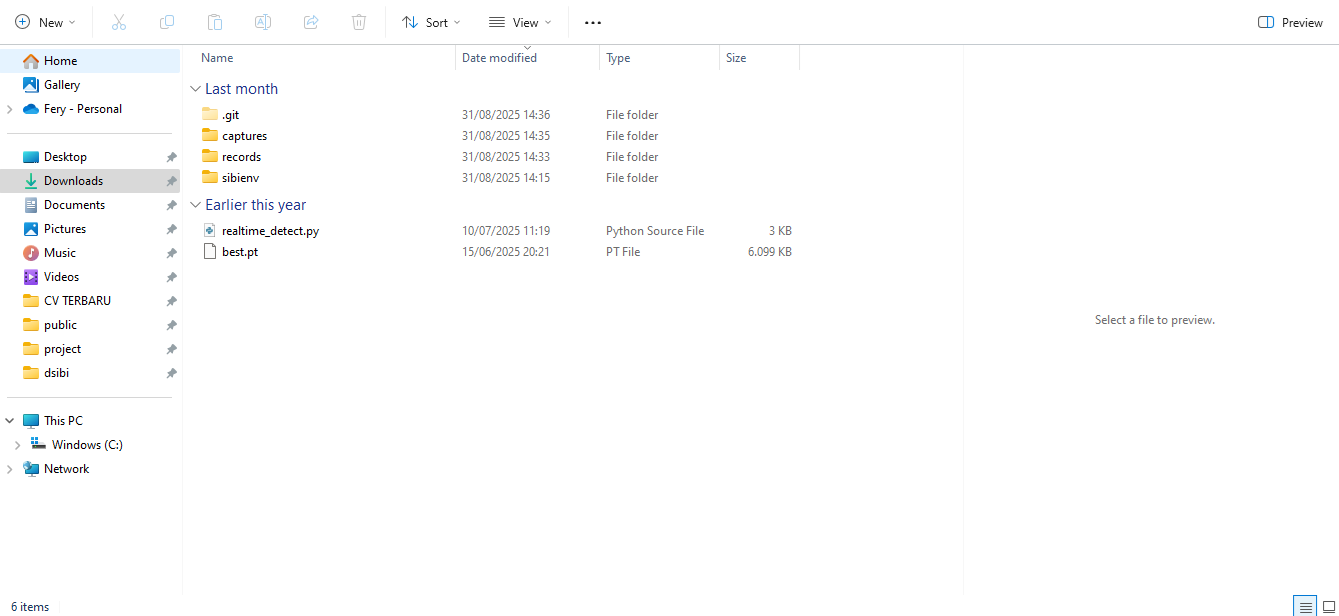 New Sort View ... Preview
Home
Gallery
Fery - Personal
Desktop
Downloads
Documents
Pictures
Music
Videos
CV TERBARU
public
project
dsibi
This PC
Windows (C:)
Network
Name Date modified Type Size
Last month
.git 31/08/2025 14:36 File folder
captures 31/08/2025 14:35 File folder
records 31/08/2025 14:33 File folder
sibienv 31/08/2025 14:15 File folder
Earlier this year
realtime_detect.py 10/07/2025 11:19 Python Source File 3 KB
best.pt 15/06/2025 20:21 PT File 6.099 KB
Select a file to preview.
6 items